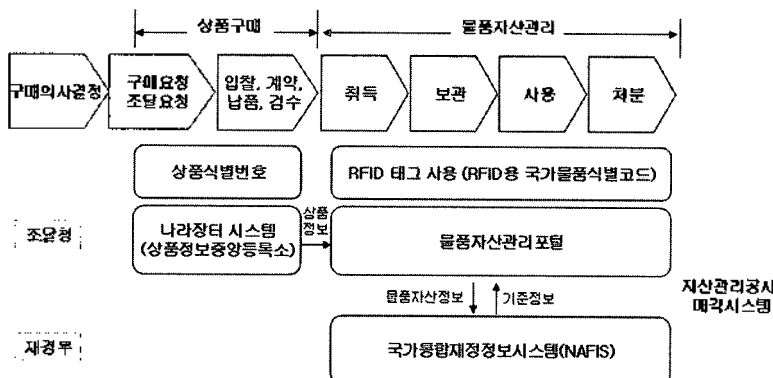 상품구매
물품자산관리
구매의사결정
구매요청
조달요청
입찰, 계약,
납품, 검수
취득
보관
사용
처분
상품식별번호
RFID 태그 사용 (RFID용 국가물품식별코드)
조달청
나라장터 시스템
(상품정보중앙등록소)
상품
정보
물품자산관리포털
물품자산정보
기준정보
자산관리공사
매각시스템
재경부
국가통합재정정보시스템(NAFIS)